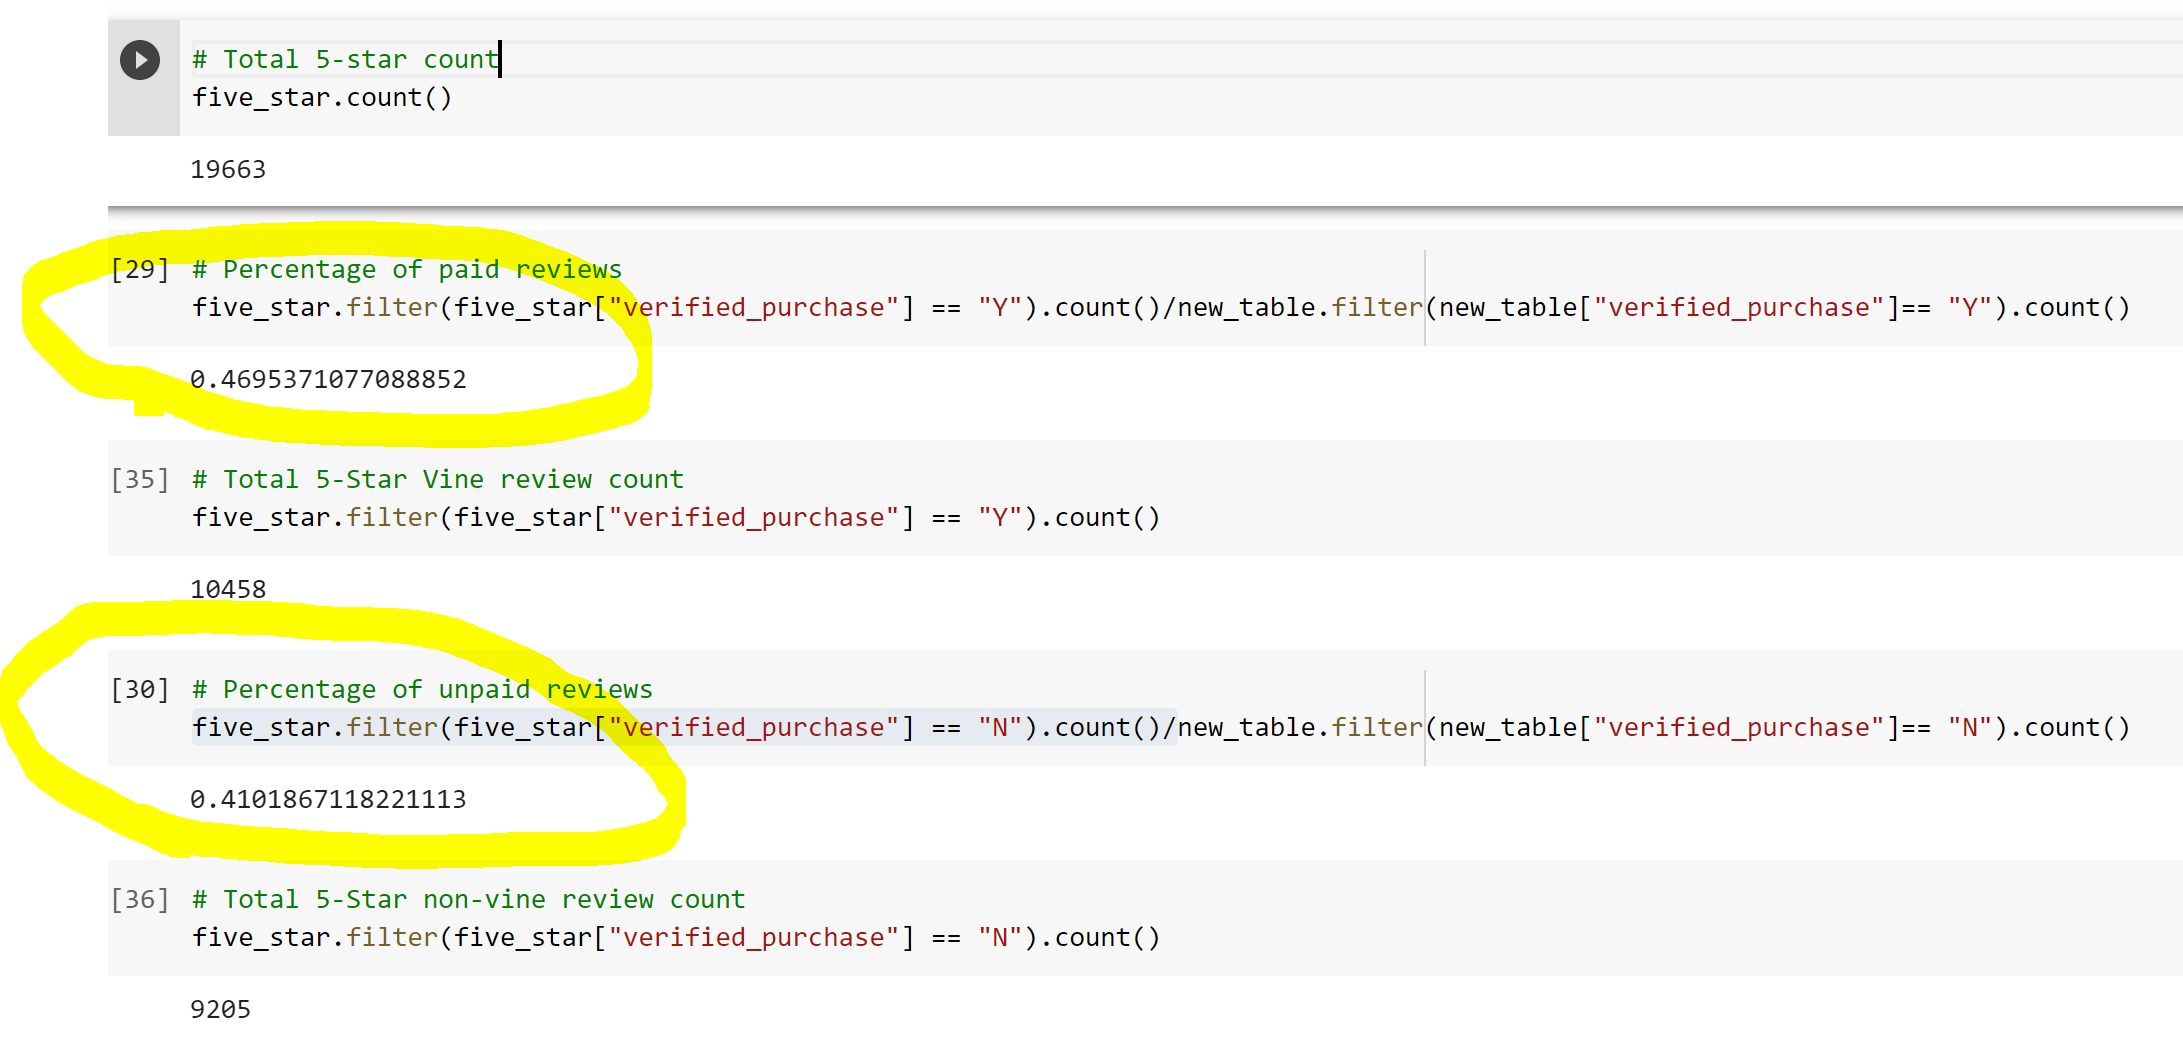 # Total 5-star count
five_star.count()
19663
[29] # Percentage of paid reviews
five_star.filter(five_star["verified_purchase"] == "Y").count()/new_table.filter(new_table["verified_purchase"]== "Y").count()
0.4695371077088852
[35] # Total 5-Star Vine review count
five_star.filter(five_star["verified_purchase"] == "Y").count()
10458
[30] # Percentage of unpaid reviews
five_star.filter(five_star["verified_purchase"] == "N").count()/new_table.filter(new_table["verified_purchase"]== "N").count()
0.4101867118221113
[36] # Total 5-Star non-vine review count
five_star.filter(five_star["verified_purchase"] == "N").count()
9205